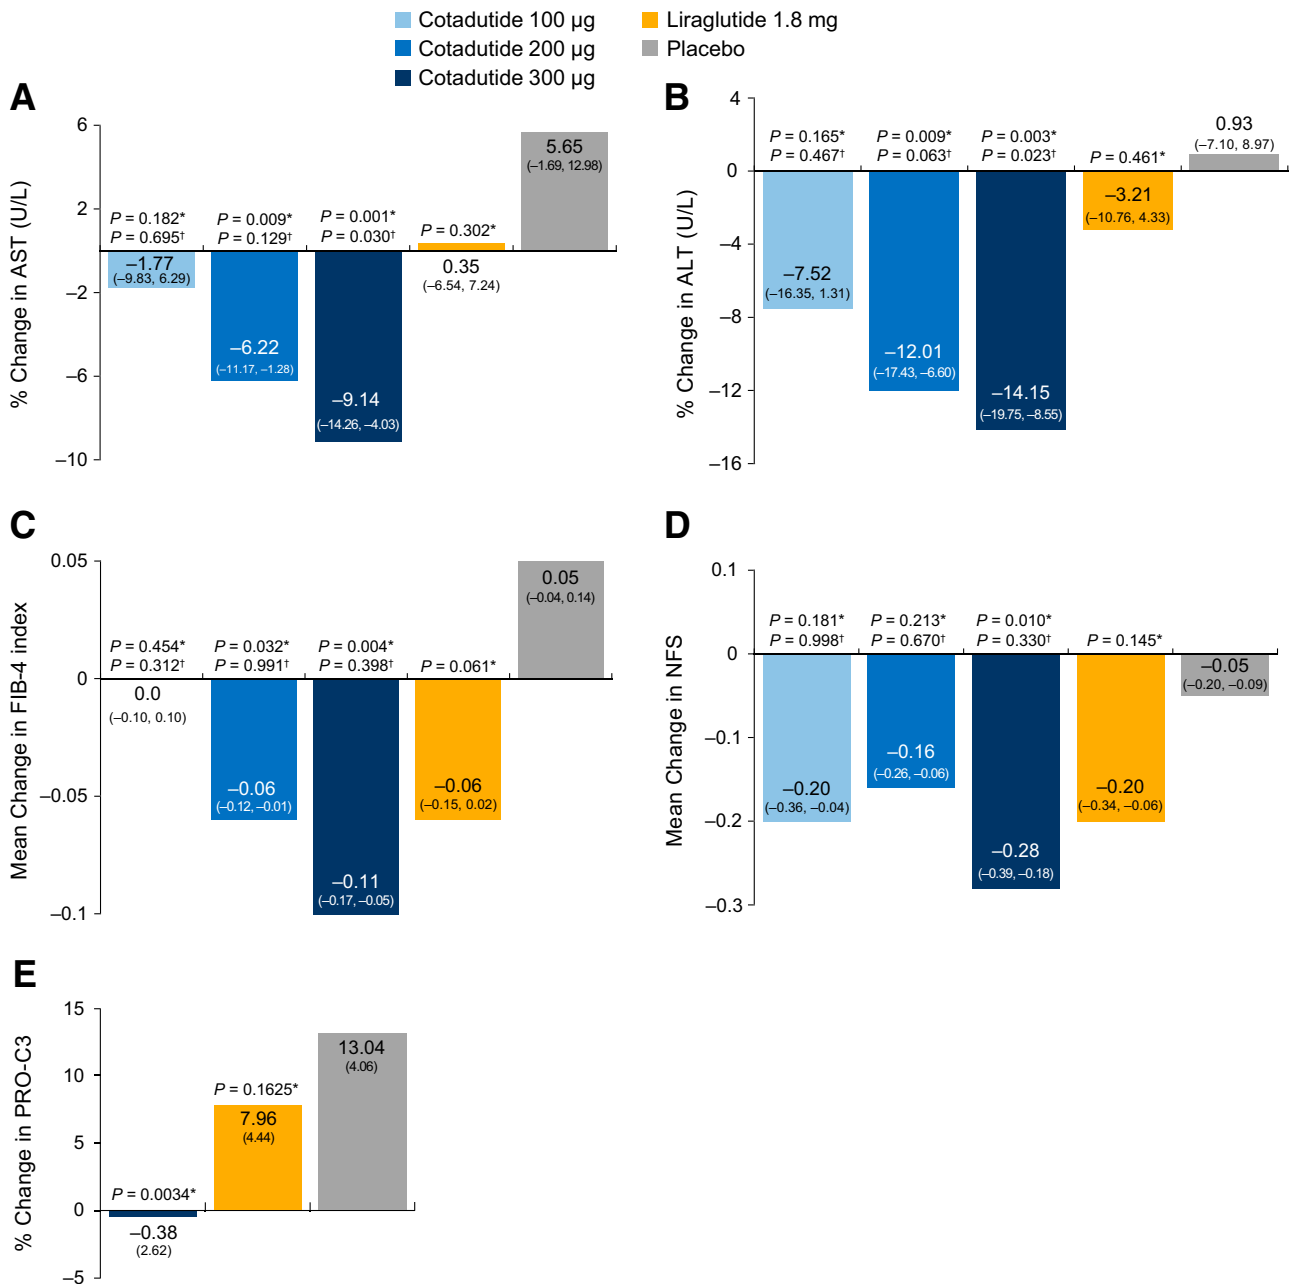 Cotadutide 100 µg
Cotadutide 200 µg
Cotadutide 300 µg
Liraglutide 1.8 mg
Placebo
A
% Change in AST (U/L)
6
2
–2
–6
–10
P = 0.182*
P = 0.695†
–1.77
(–9.83, 6.29)
P = 0.009*
P = 0.129†
–6.22
(–11.17, –1.28)
P = 0.001*
P = 0.030†
–9.14
(–14.26, –4.03)
P = 0.302*
0.35
(–6.54, 7.24)
5.65
(–1.69, 12.98)
B
% Change in ALT (U/L)
4
0
–4
–8
–12
–16
P = 0.165*
P = 0.467†
–7.52
(–16.35, 1.31)
P = 0.009*
P = 0.063†
–12.01
(–17.43, –6.60)
P = 0.003*
P = 0.023†
–14.15
(–19.75, –8.55)
P = 0.461*
–3.21
(–10.76, 4.33)
0.93
(–7.10, 8.97)
C
Mean Change in FIB-4 index
0.05
0
–0.05
–0.1
P = 0.454*
P = 0.312†
0.0
(–0.10, 0.10)
P = 0.032*
P = 0.991†
–0.06
(–0.12, –0.01)
P = 0.004*
P = 0.398†
–0.11
(–0.17, –0.05)
P = 0.061*
–0.06
(–0.15, 0.02)
0.05
(–0.04, 0.14)
D
Mean Change in NFS
0.1
0
–0.1
–0.2
–0.3
P = 0.181*
P = 0.998†
–0.20
(–0.36, –0.04)
P = 0.213*
P = 0.670†
–0.16
(–0.26, –0.06)
P = 0.010*
P = 0.330†
–0.28
(–0.39, –0.18)
P = 0.145*
–0.20
(–0.34, –0.06)
–0.05
(–0.20, –0.09)
E
% Change in PRO-C3
15
10
5
0
–5
P = 0.0034*
–0.38
(2.62)
P = 0.1625*
7.96
(4.44)
13.04
(4.06)